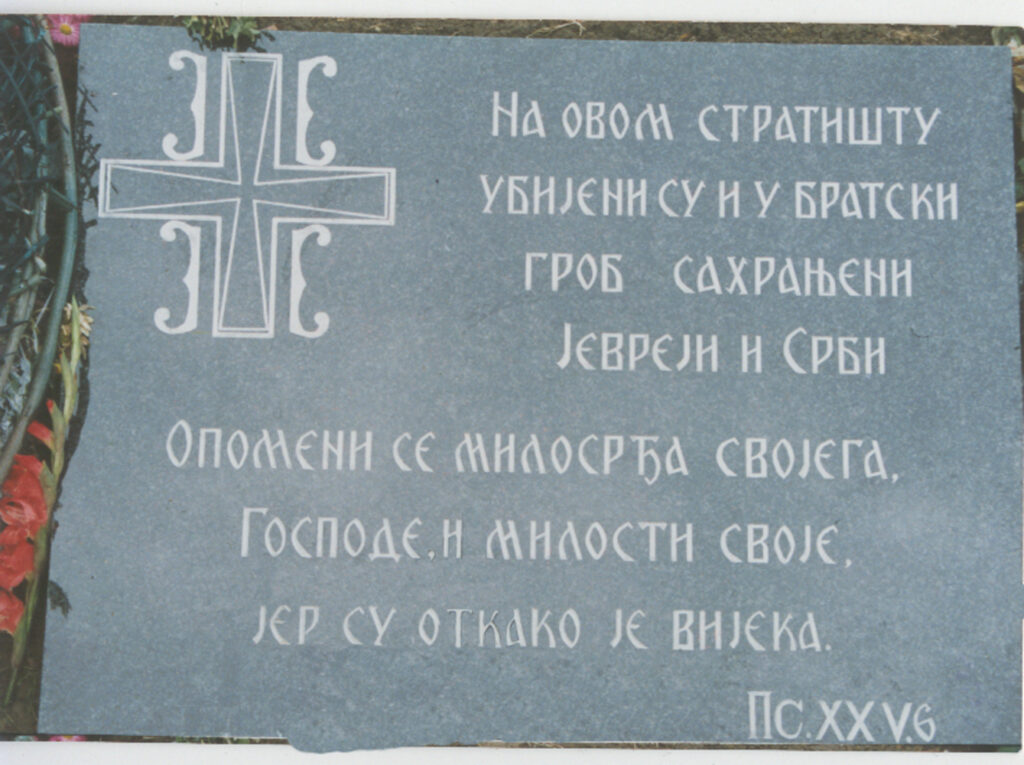 На овом стратишту
убијени су и у братски
гроб сахрањени
Јевреји и Срби
Опомени се милосрђа својега,
Господе, и милости своје,
јер су откако је вијека.
Пс. XXV.6